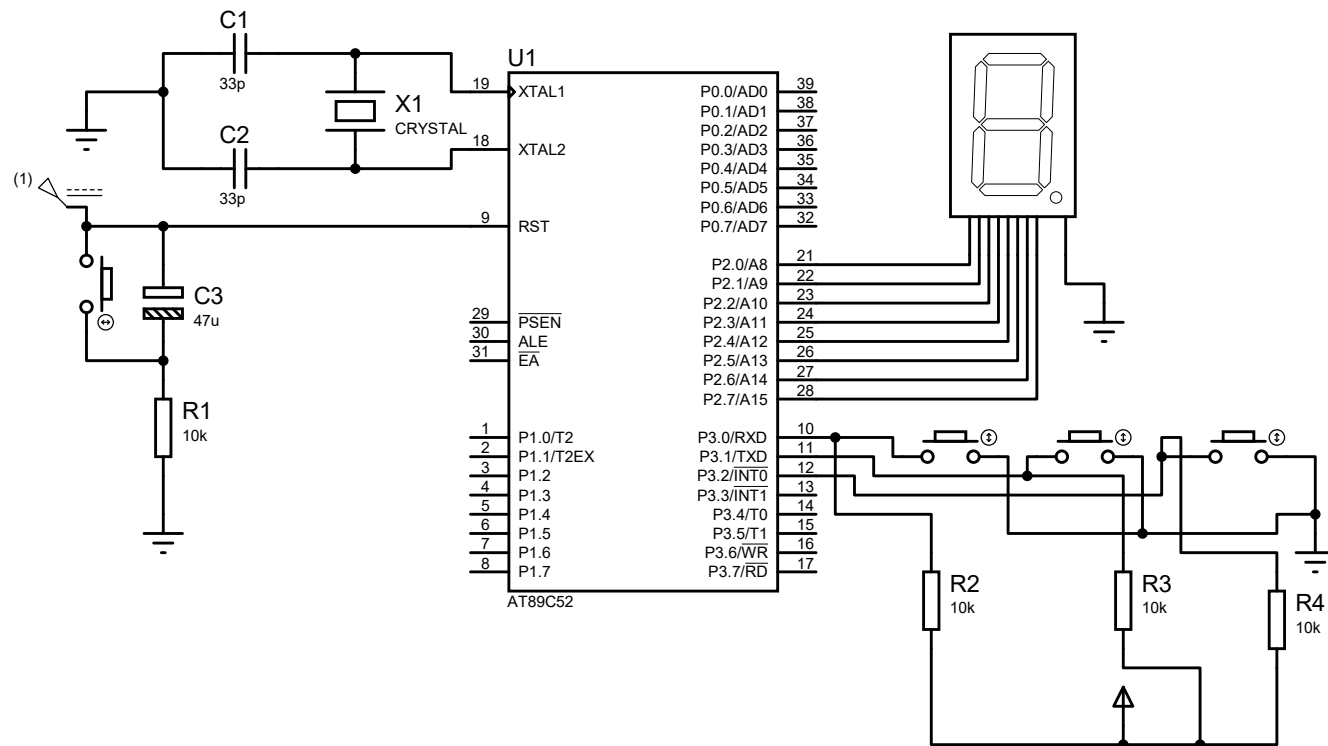 C1
33p
C2
33p
X1
CRYSTAL
(1)
C3
47u
R1
10k
U1
19 XTAL1
18 XTAL2
9 RST
29 PSEN
30 ALE
31 EA
1 P1.0/T2
2 P1.1/T2EX
3 P1.2
4 P1.3
5 P1.4
6 P1.5
7 P1.6
8 P1.7
P0.0/AD0 39
P0.1/AD1 38
P0.2/AD2 37
P0.3/AD3 36
P0.4/AD4 35
P0.5/AD5 34
P0.6/AD6 33
P0.7/AD7 32
P2.0/A8 21
P2.1/A9 22
P2.2/A10 23
P2.3/A11 24
P2.4/A12 25
P2.5/A13 26
P2.6/A14 27
P2.7/A15 28
P3.0/RXD 10
P3.1/TXD 11
P3.2/INT0 12
P3.3/INT1 13
P3.4/T0 14
P3.5/T1 15
P3.6/WR 16
P3.7/RD 17
AT89C52
R2
10k
R3
10k
R4
10k